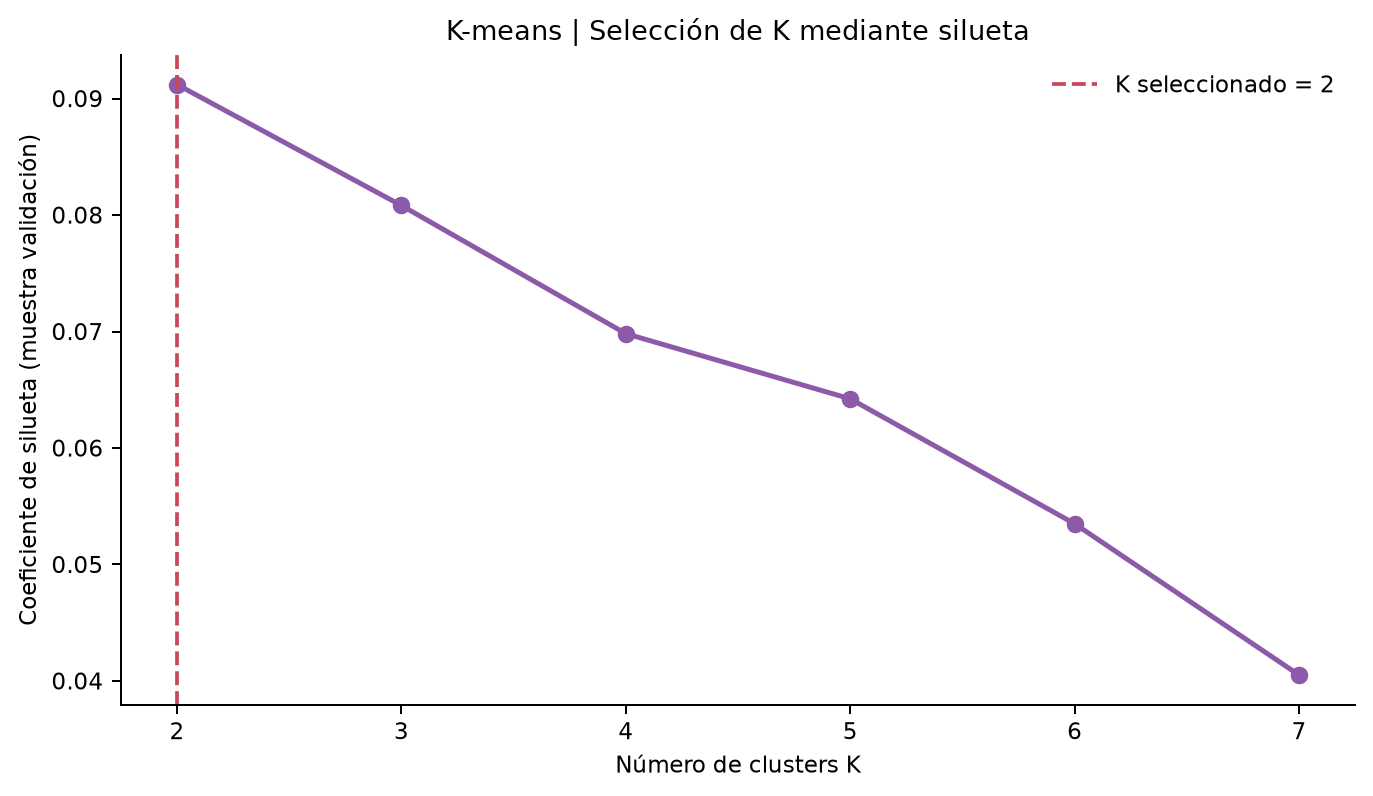 K-means | Selección de K mediante silueta
K seleccionado = 2
Coeficiente de silueta (muestra validación)
0.09
0.08
0.07
0.06
0.05
0.04
2 3 4 5 6 7
Número de clusters K